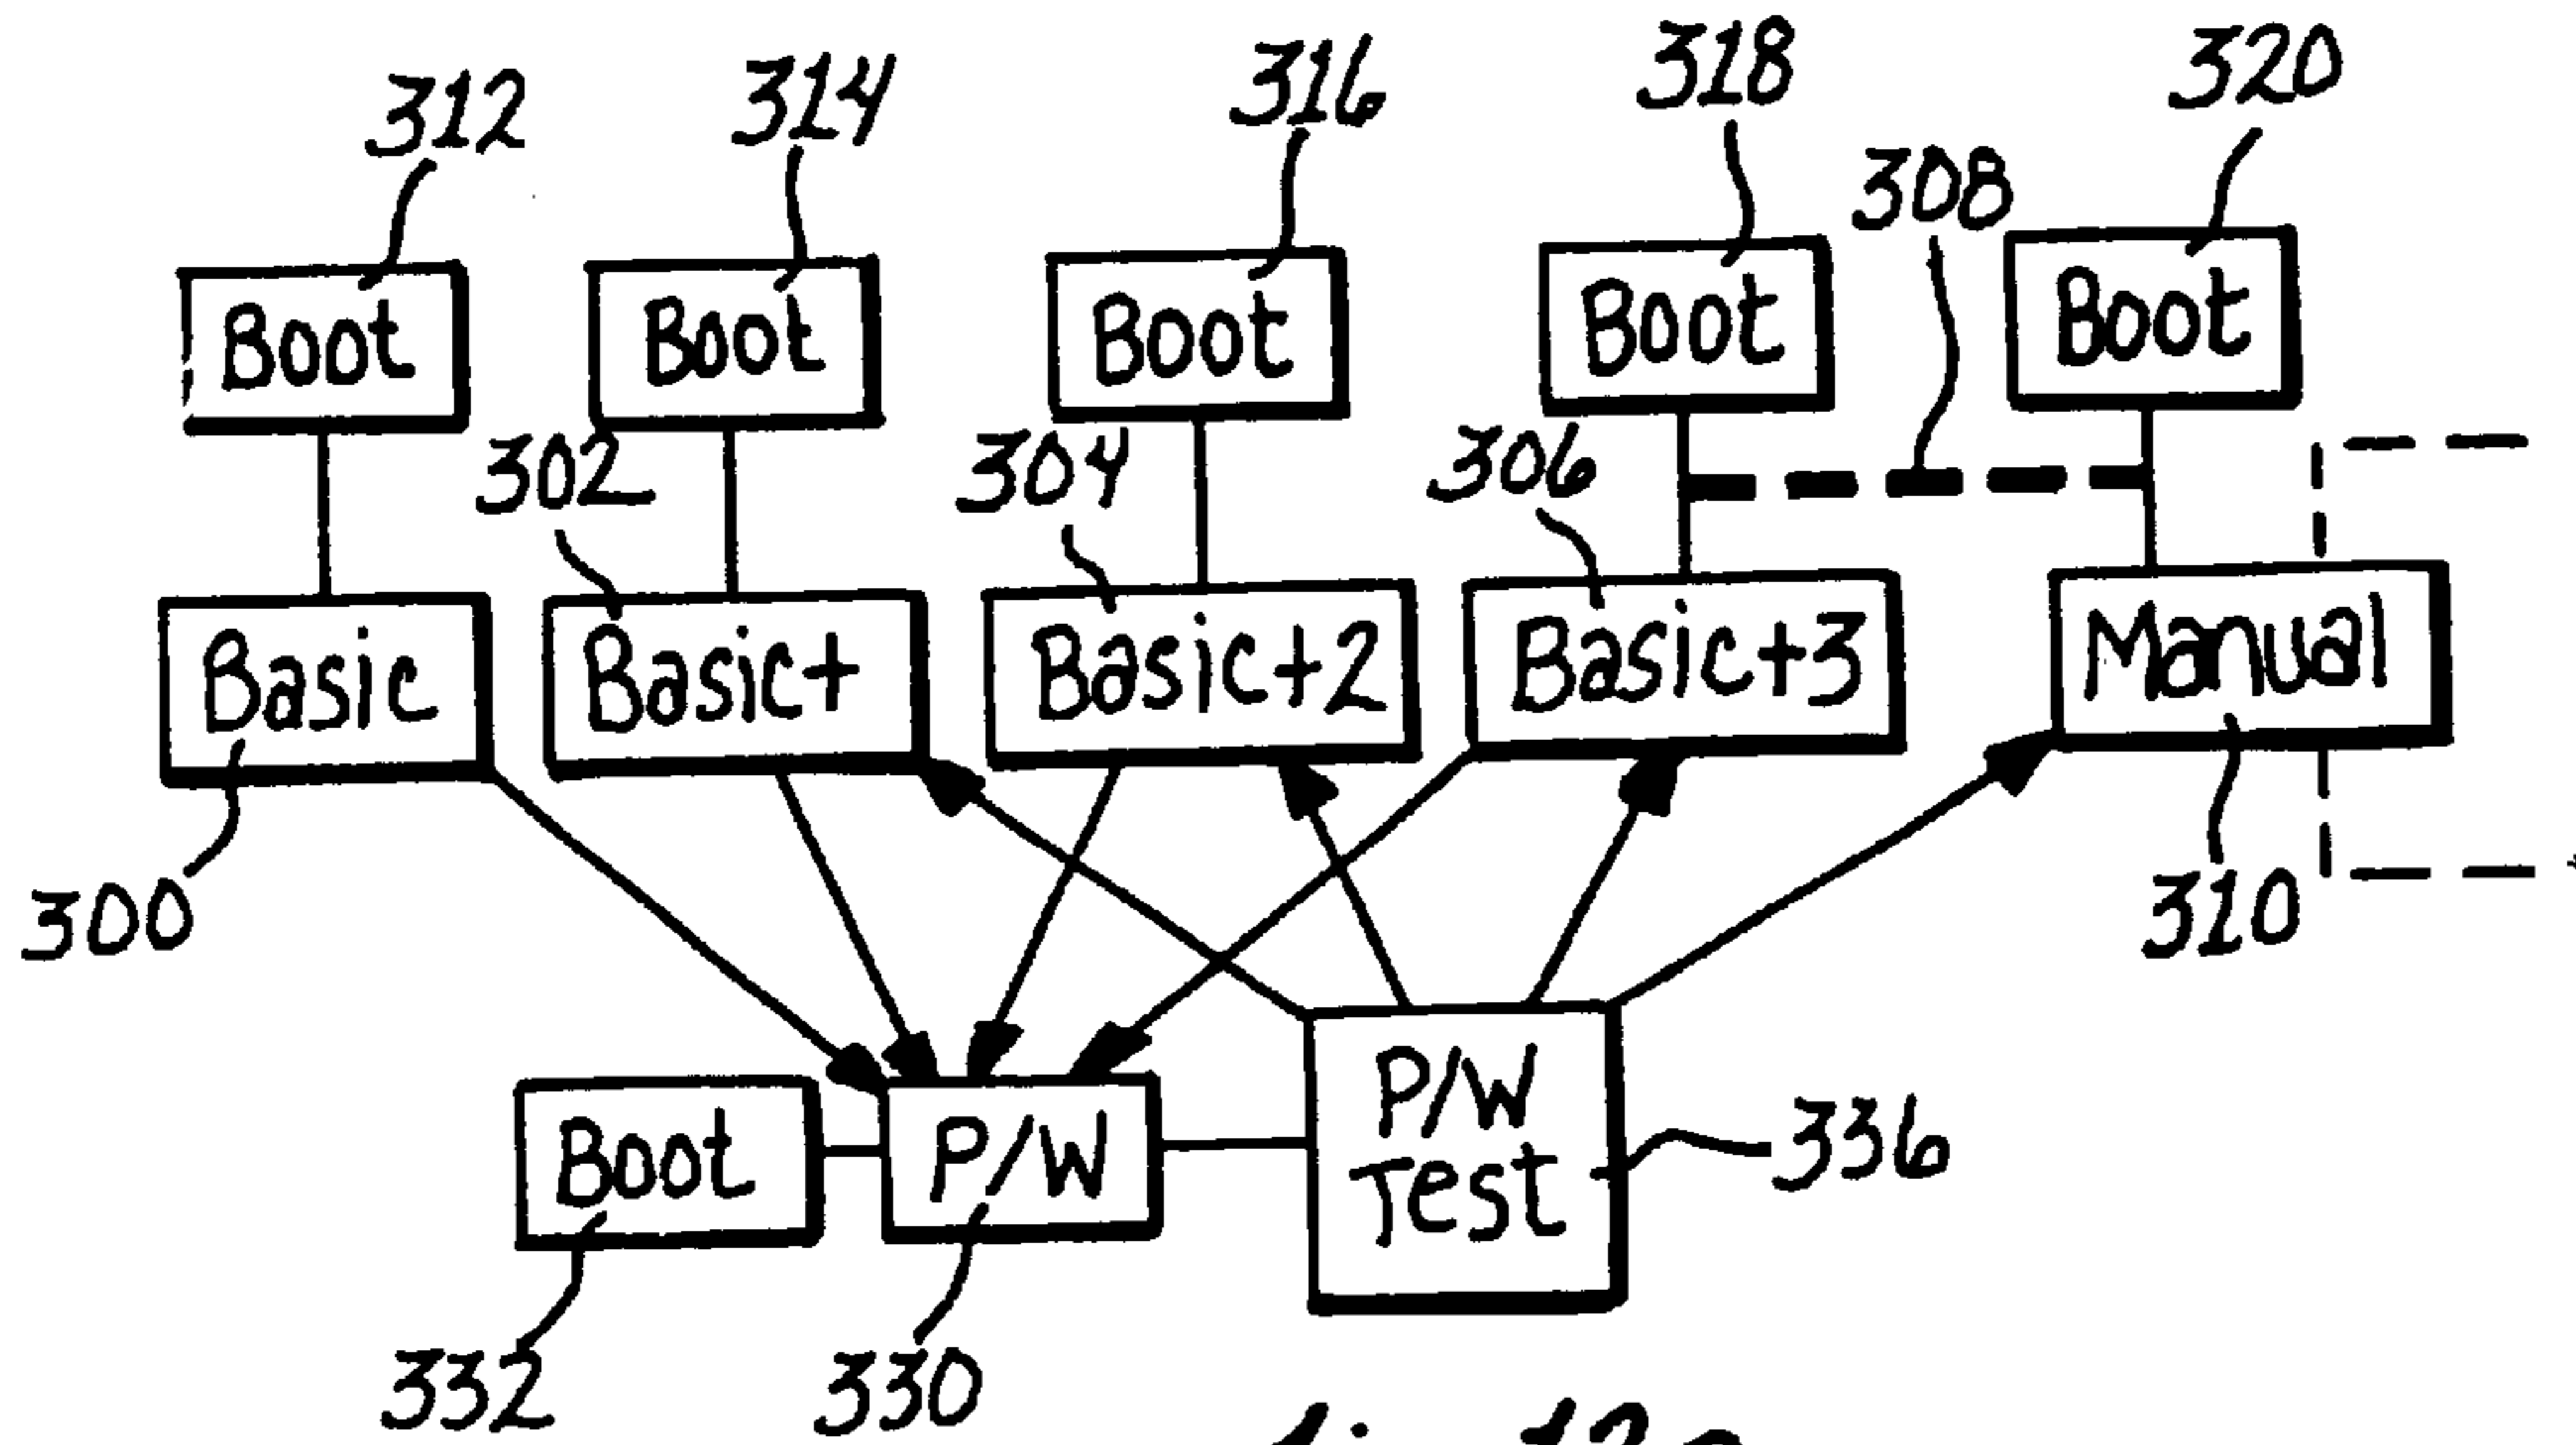 312 314 316 318 320
308
Boot Boot Boot Boot Boot
302 304 306
Basic Basic+ Basic+2 Basic+3 Manual
300 310
Boot P/W P/W
Test
336
332 330